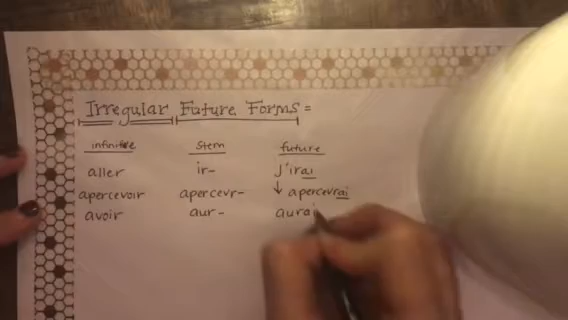 Irregular Future Forms =
infinitive stem future
aller ir- j'irai
apercevoir apercevr- ↓ apercevrai
avoir aur- aurai